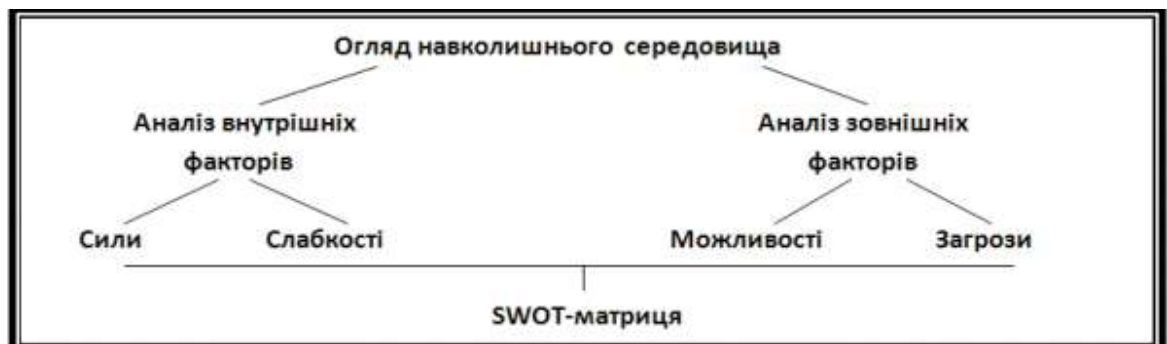 Огляд навколишнього середовища
Аналіз внутрішніх
факторів
Аналіз зовнішніх
факторів
Сили
Слабкості
Можливості
Загрози
SWOT-матриця